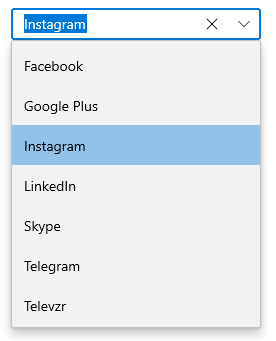 Instagram
Facebook
Google Plus
Instagram
LinkedIn
Skype
Telegram
Televzr